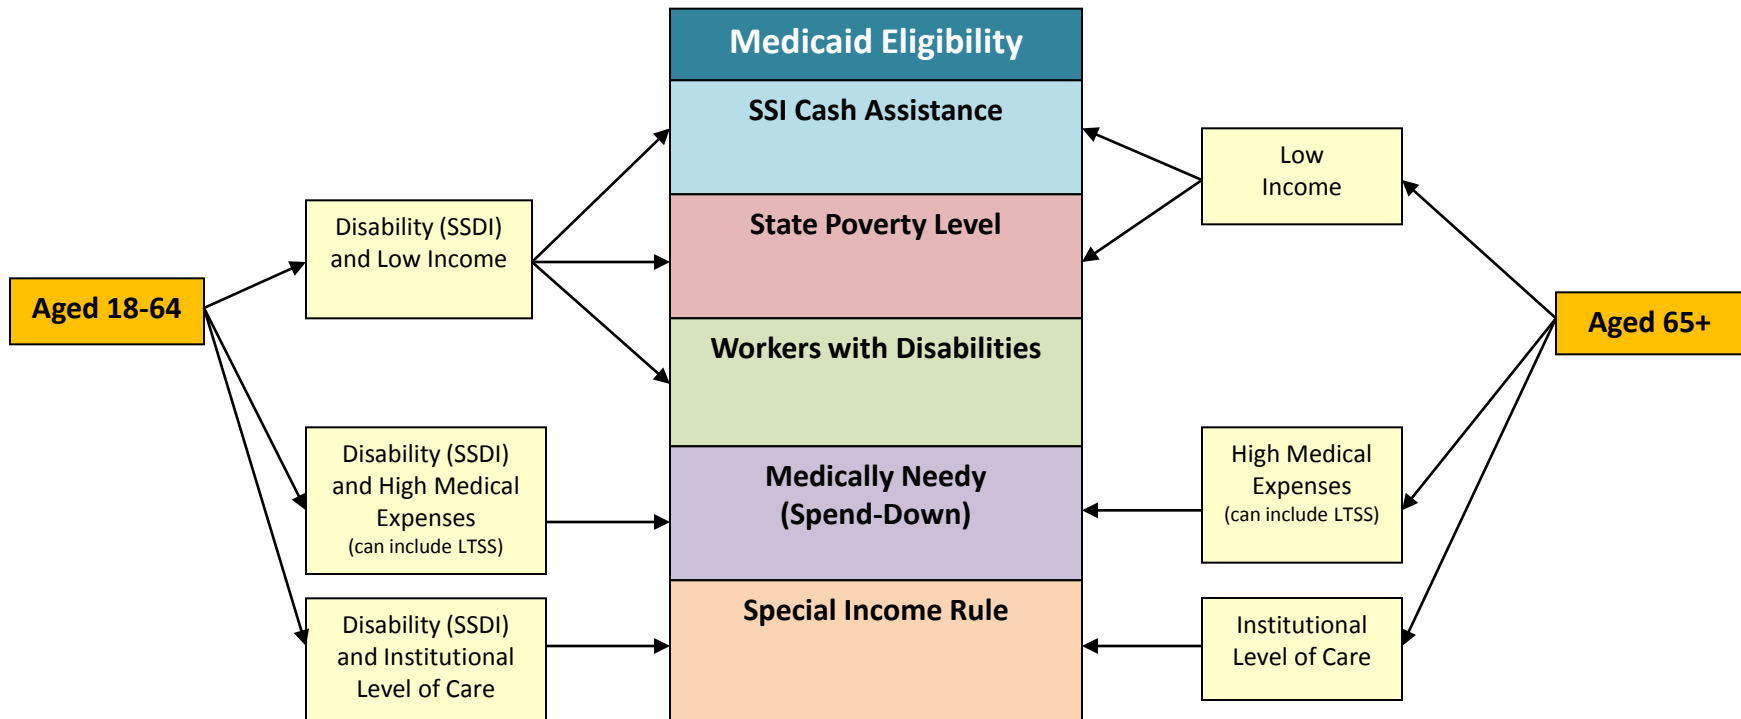 Medicaid Eligibility
SSI Cash Assistance
State Poverty Level
Workers with Disabilities
Medically Needy
(Spend-Down)
Special Income Rule
Aged 18-64
Disability (SSDI)
and Low Income
Disability (SSDI)
and High Medical
Expenses
(can include LTSS)
Disability (SSDI)
and Institutional
Level of Care
Low
Income
High Medical
Expenses
(can include LTSS)
Institutional
Level of Care
Aged 65+